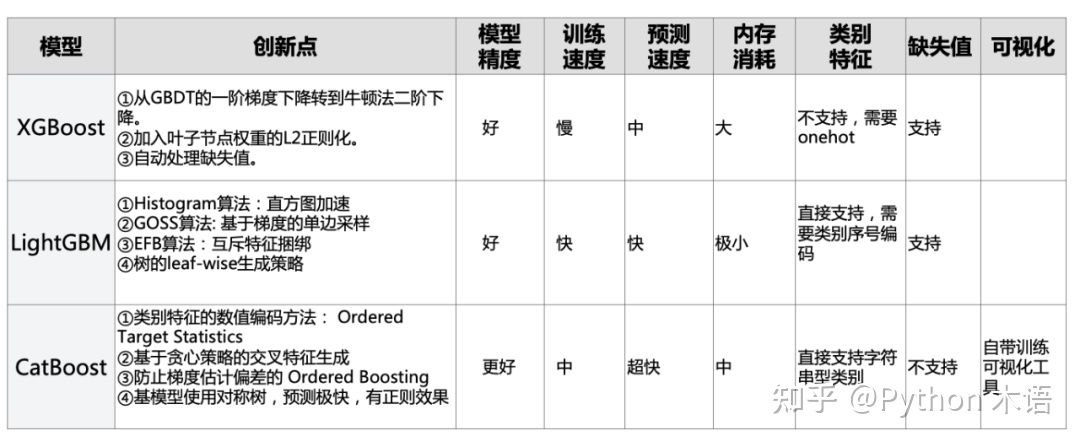 模型 创新点 模型精度 训练速度 预测速度 内存消耗 类别特征 缺失值 可视化
XGBoost
①从GBDT的一阶梯度下降转到牛顿法二阶下
降。
②加入叶子节点权重的L2正则化。
③自动处理缺失值。
好
慢
中
大
不支持，需要
onehot
支持
LightGBM
①Histogram算法：直方图加速
②GOSS算法: 基于梯度的单边采样
③EFB算法：互斥特征捆绑
④树的leaf-wise生成策略
好
快
快
极小
直接支持，需
要类别序号编
码
支持
CatBoost
①类别特征的数值编码方法： Ordered
Target Statistics
②基于贪心策略的交叉特征生成
③防止梯度估计偏差的 Ordered Boosting
④基模型使用对称树，预测极快，有正则效果
更好
中
超快
中
直接支持字符
串型类别
不支持
自带训练
可视化工
具
知乎 @Python 木语